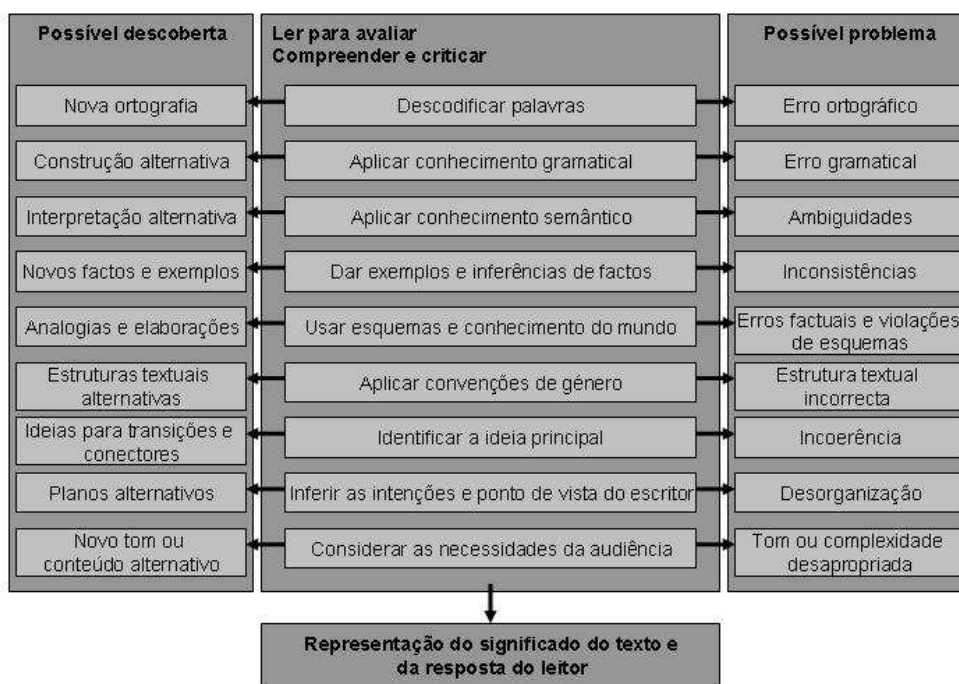 Possível descoberta
Ler para avaliar
Compreender e criticar
Possível problema
Nova ortografia
Descodificar palavras
Erro ortográfico
Construção alternativa
Aplicar conhecimento gramatical
Erro gramatical
Interpretação alternativa
Aplicar conhecimento semântico
Ambiguidades
Novos factos e exemplos
Dar exemplos e inferências de factos
Inconsistências
Analogias e elaborações
Usar esquemas e conhecimento do mundo
Erros factuais e violações
de esquemas
Estruturas textuais
alternativas
Aplicar convenções de género
Estrutura textual
incorrecta
Ideias para transições e
conectores
Identificar a ideia principal
Incoerência
Planos alternativos
Inferir as intenções e ponto de vista do escritor
Desorganização
Novo tom ou
conteúdo alternativo
Considerar as necessidades da audiência
Tom ou complexidade
desapropriada
Representação do significado do texto e
da resposta do leitor